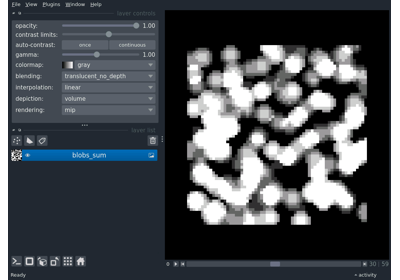 File View Plugins Window Help
layer controls
opacity: 1.00
contrast limits:
auto-contrast: once continuous
gamma: 1.00
colormap: gray
blending: translucent_no_depth
interpolation: linear
depiction: volume
rendering: mip
layer list
blobs_sum
30 59
Ready activity